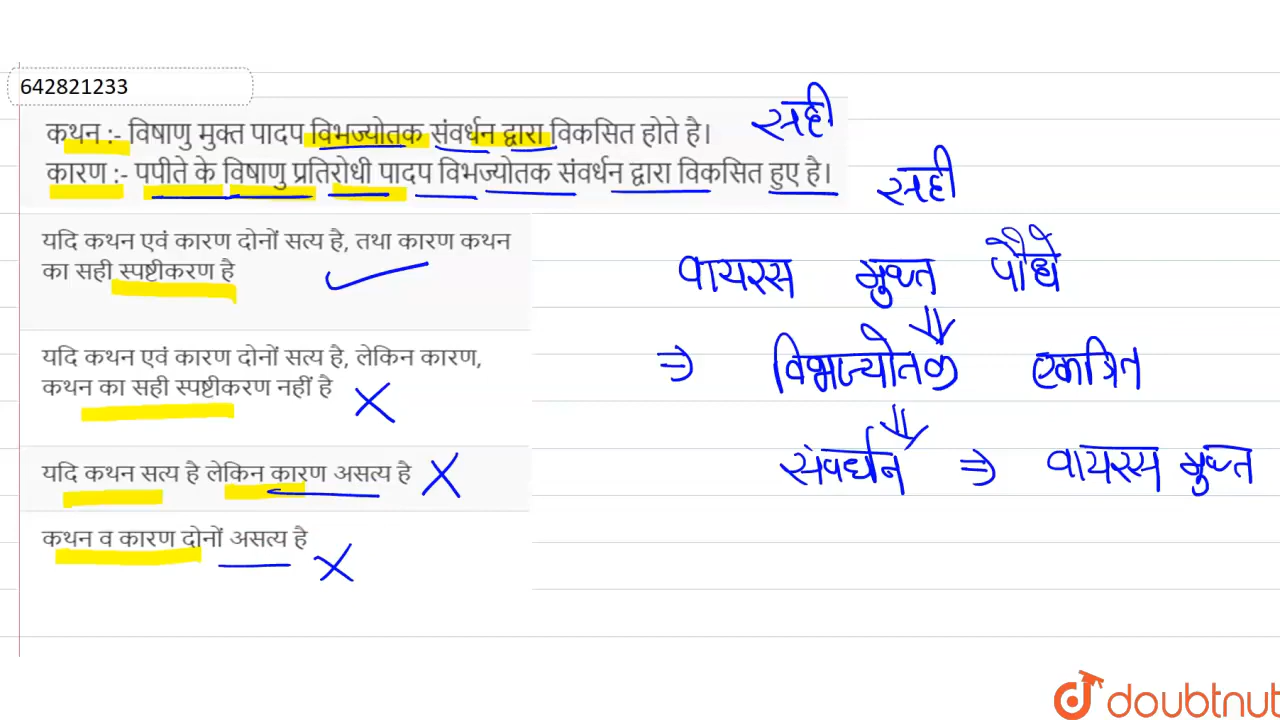 642821233
कथन :- विषाणु मुक्त पादप विभज्योतक संवर्धन द्वारा विकसित होते है। सही
कारण :- पपीते के विषाणु प्रतिरोधी पादप विभज्योतक संवर्धन द्वारा विकसित हुए है। सही
यदि कथन एवं कारण दोनों सत्य है, तथा कारण कथन
का सही स्पष्टीकरण है
यदि कथन एवं कारण दोनों सत्य है, लेकिन कारण,
कथन का सही स्पष्टीकरण नहीं है
यदि कथन सत्य है लेकिन कारण असत्य है
कथन व कारण दोनों असत्य है
वायरस मुक्त पौधे
⇒ विभज्योतक एकत्रित
संवर्धन ⇒ वायरस मुक्त
doubtnut